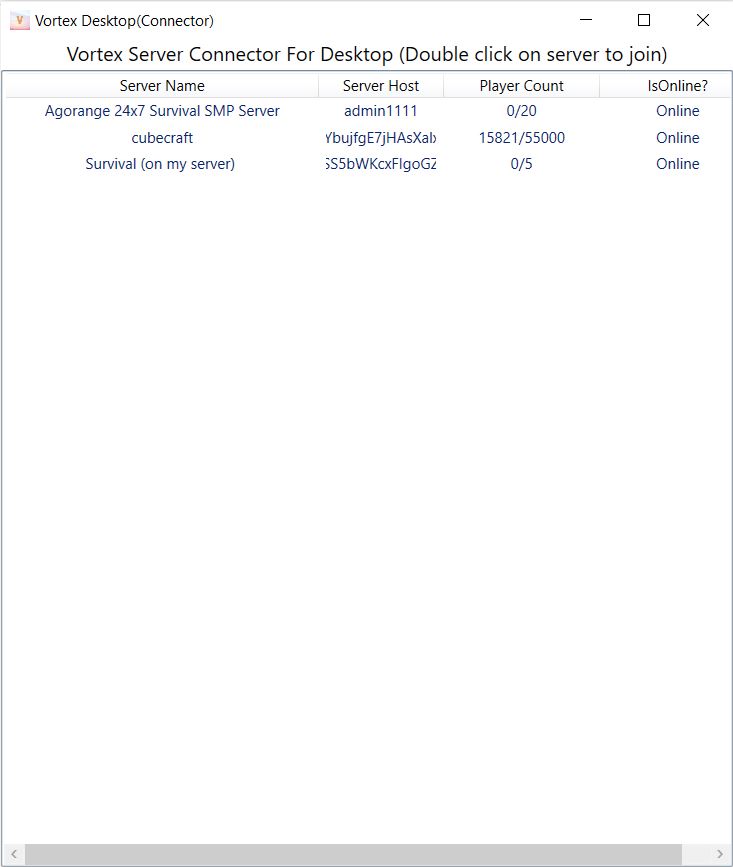 V Vortex Desktop(Connector)
Vortex Server Connector For Desktop (Double click on server to join)
Server Name Server Host Player Count IsOnline?
Agorange 24x7 Survival SMP Server admin1111 0/20 Online
cubecraft 15821/55000 Online
Survival (on my server) 0/5 Online